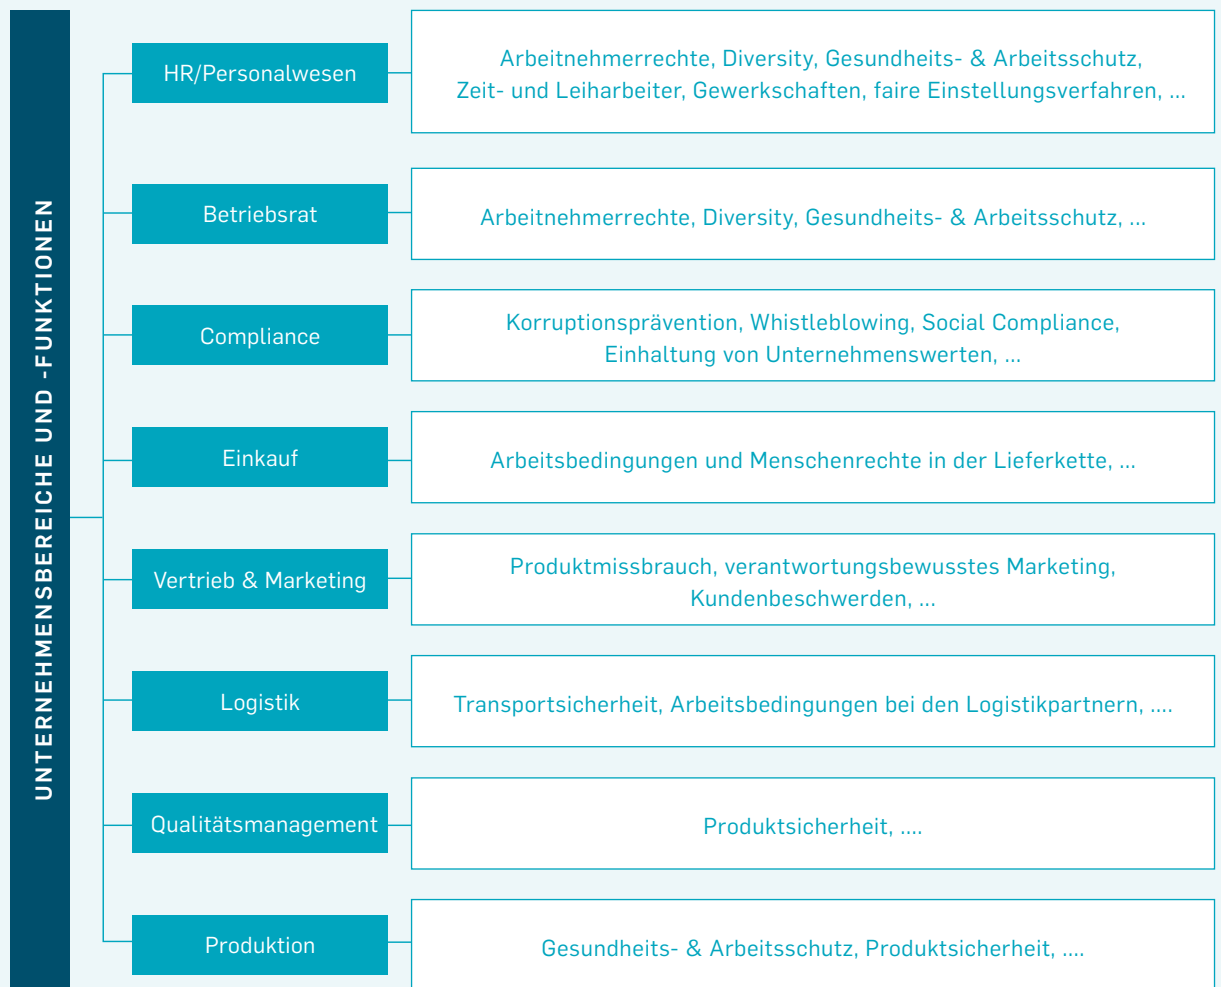 UNTERNEHMENSBEREICHE UND -FUNKTIONEN
HR/Personalwesen
Arbeitnehmerrechte, Diversity, Gesundheits- & Arbeitsschutz,
Zeit- und Leiharbeiter, Gewerkschaften, faire Einstellungsverfahren, ...
Betriebsrat
Arbeitnehmerrechte, Diversity, Gesundheits- & Arbeitsschutz, ...
Compliance
Korruptionsprävention, Whistleblowing, Social Compliance,
Einhaltung von Unternehmenswerten, ...
Einkauf
Arbeitsbedingungen und Menschenrechte in der Lieferkette, ...
Vertrieb & Marketing
Produktmissbrauch, verantwortungsbewusstes Marketing,
Kundenbeschwerden, ...
Logistik
Transportsicherheit, Arbeitsbedingungen bei den Logistikpartnern, ....
Qualitätsmanagement
Produktsicherheit, ....
Produktion
Gesundheits- & Arbeitsschutz, Produktsicherheit, ....